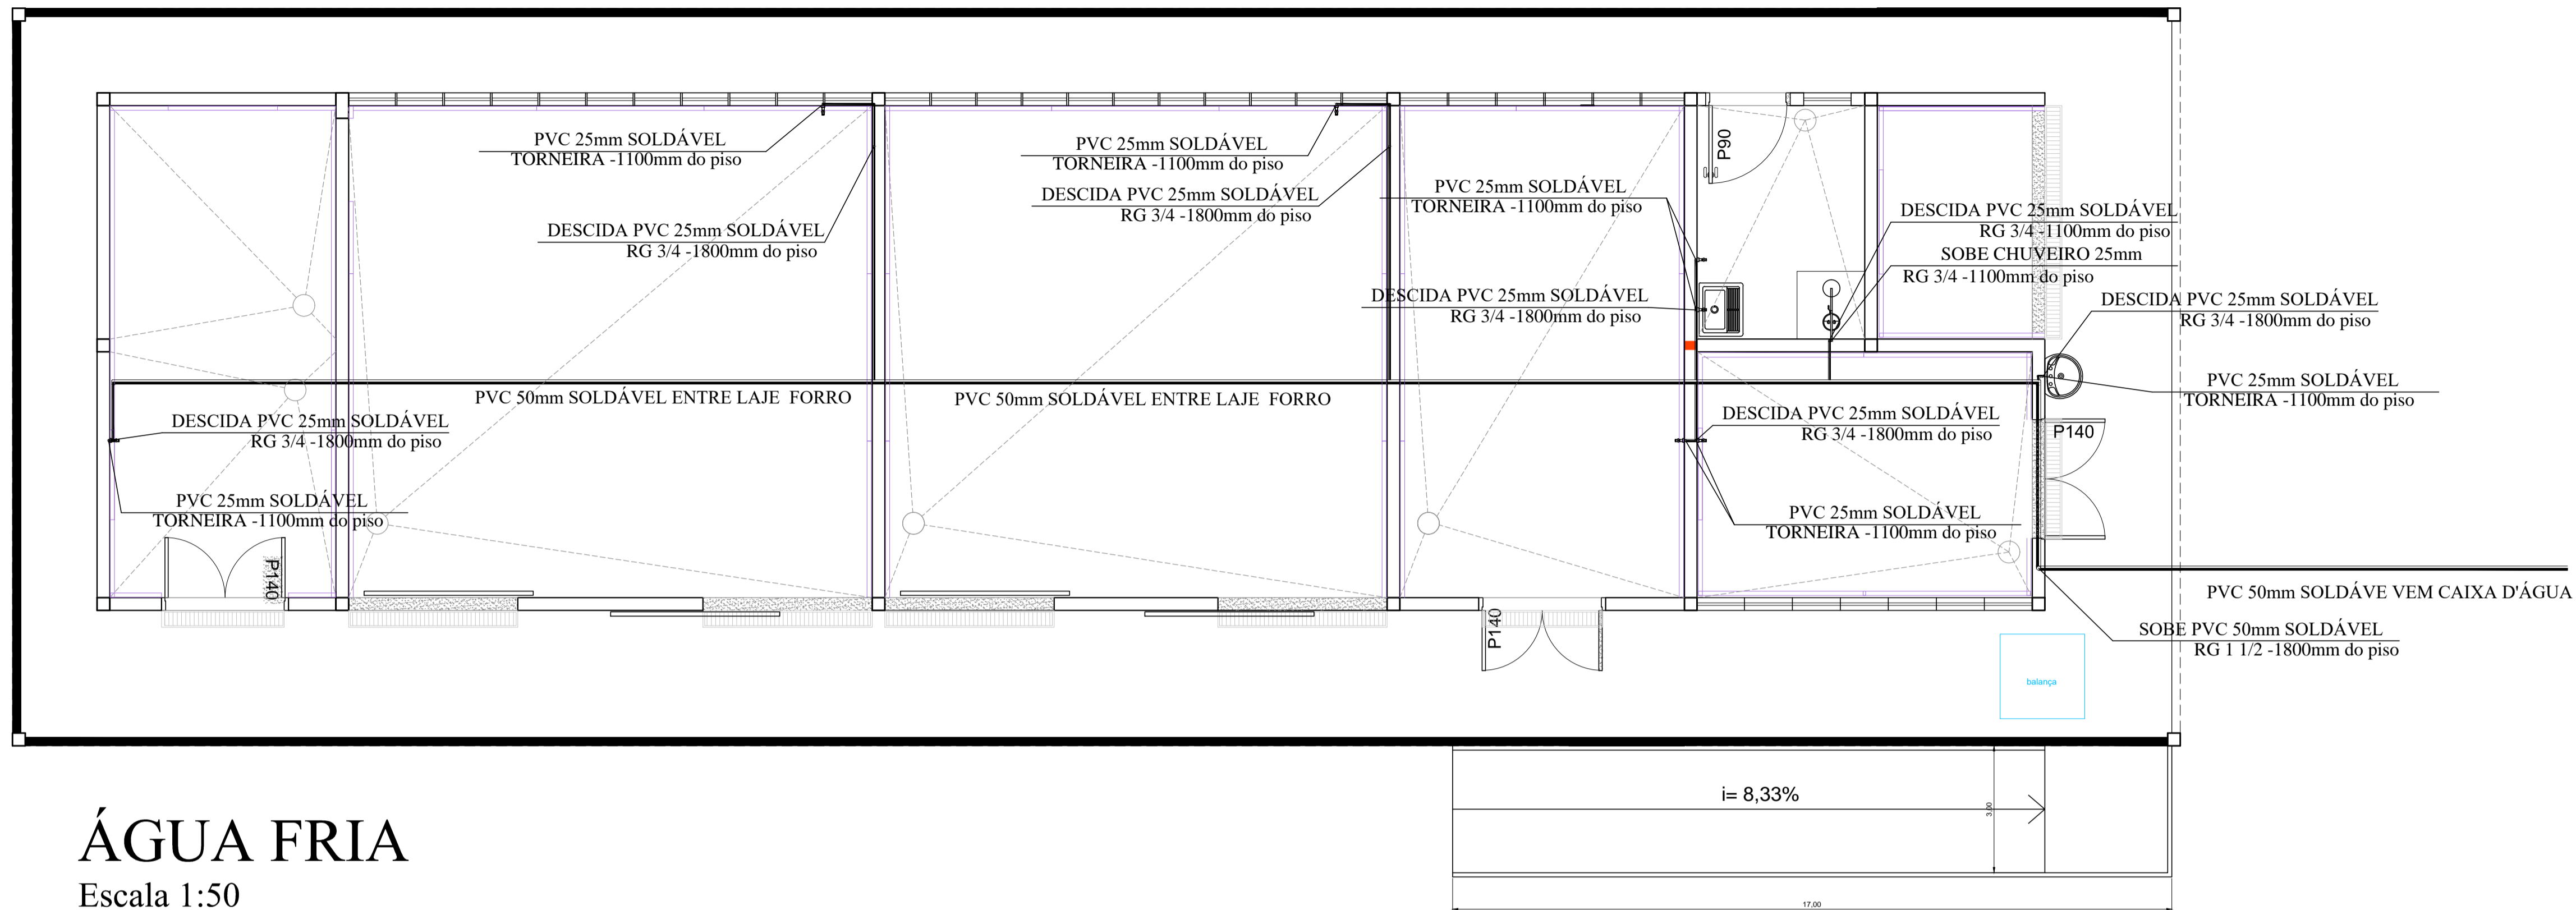 PVC 25mm SOLDÁVEL
TORNEIRA -1100mm do piso
DESCIDA PVC 25mm SOLDÁVEL
RG 3/4 -1800mm do piso
PVC 25mm SOLDÁVEL
TORNEIRA -1100mm do piso
DESCIDA PVC 25mm SOLDÁVEL
RG 3/4 -1800mm do piso
PVC 25mm SOLDÁVEL
TORNEIRA -1100mm do piso
DESCIDA PVC 25mm SOLDÁVEL
RG 3/4 -1800mm do piso
P90
DESCIDA PVC 25mm SOLDÁVEL
RG 3/4 -1100mm do piso
SOBE CHUVEIRO 25mm
RG 3/4 -1100mm do piso
DESCIDA PVC 25mm SOLDÁVEL
RG 3/4 -1800mm do piso
PVC 25mm SOLDÁVEL
TORNEIRA -1100mm do piso
PVC 50mm SOLDÁVEL ENTRE LAJE FORRO
PVC 50mm SOLDÁVEL ENTRE LAJE FORRO
DESCIDA PVC 25mm SOLDÁVEL
RG 3/4 -1800mm do piso
DESCIDA PVC 25mm SOLDÁVEL
RG 3/4 -1800mm do piso
P140
PVC 25mm SOLDÁVEL
TORNEIRA -1100mm do piso
PVC 25mm SOLDÁVEL
TORNEIRA -1100mm do piso
P140
P140
PVC 50mm SOLDÁVE VEM CAIXA D'ÁGUA
SOBE PVC 50mm SOLDÁVEL
RG 1 1/2 -1800mm do piso
balança
i= 8,33%
3,00
17,00
ÁGUA FRIA
Escala 1:50